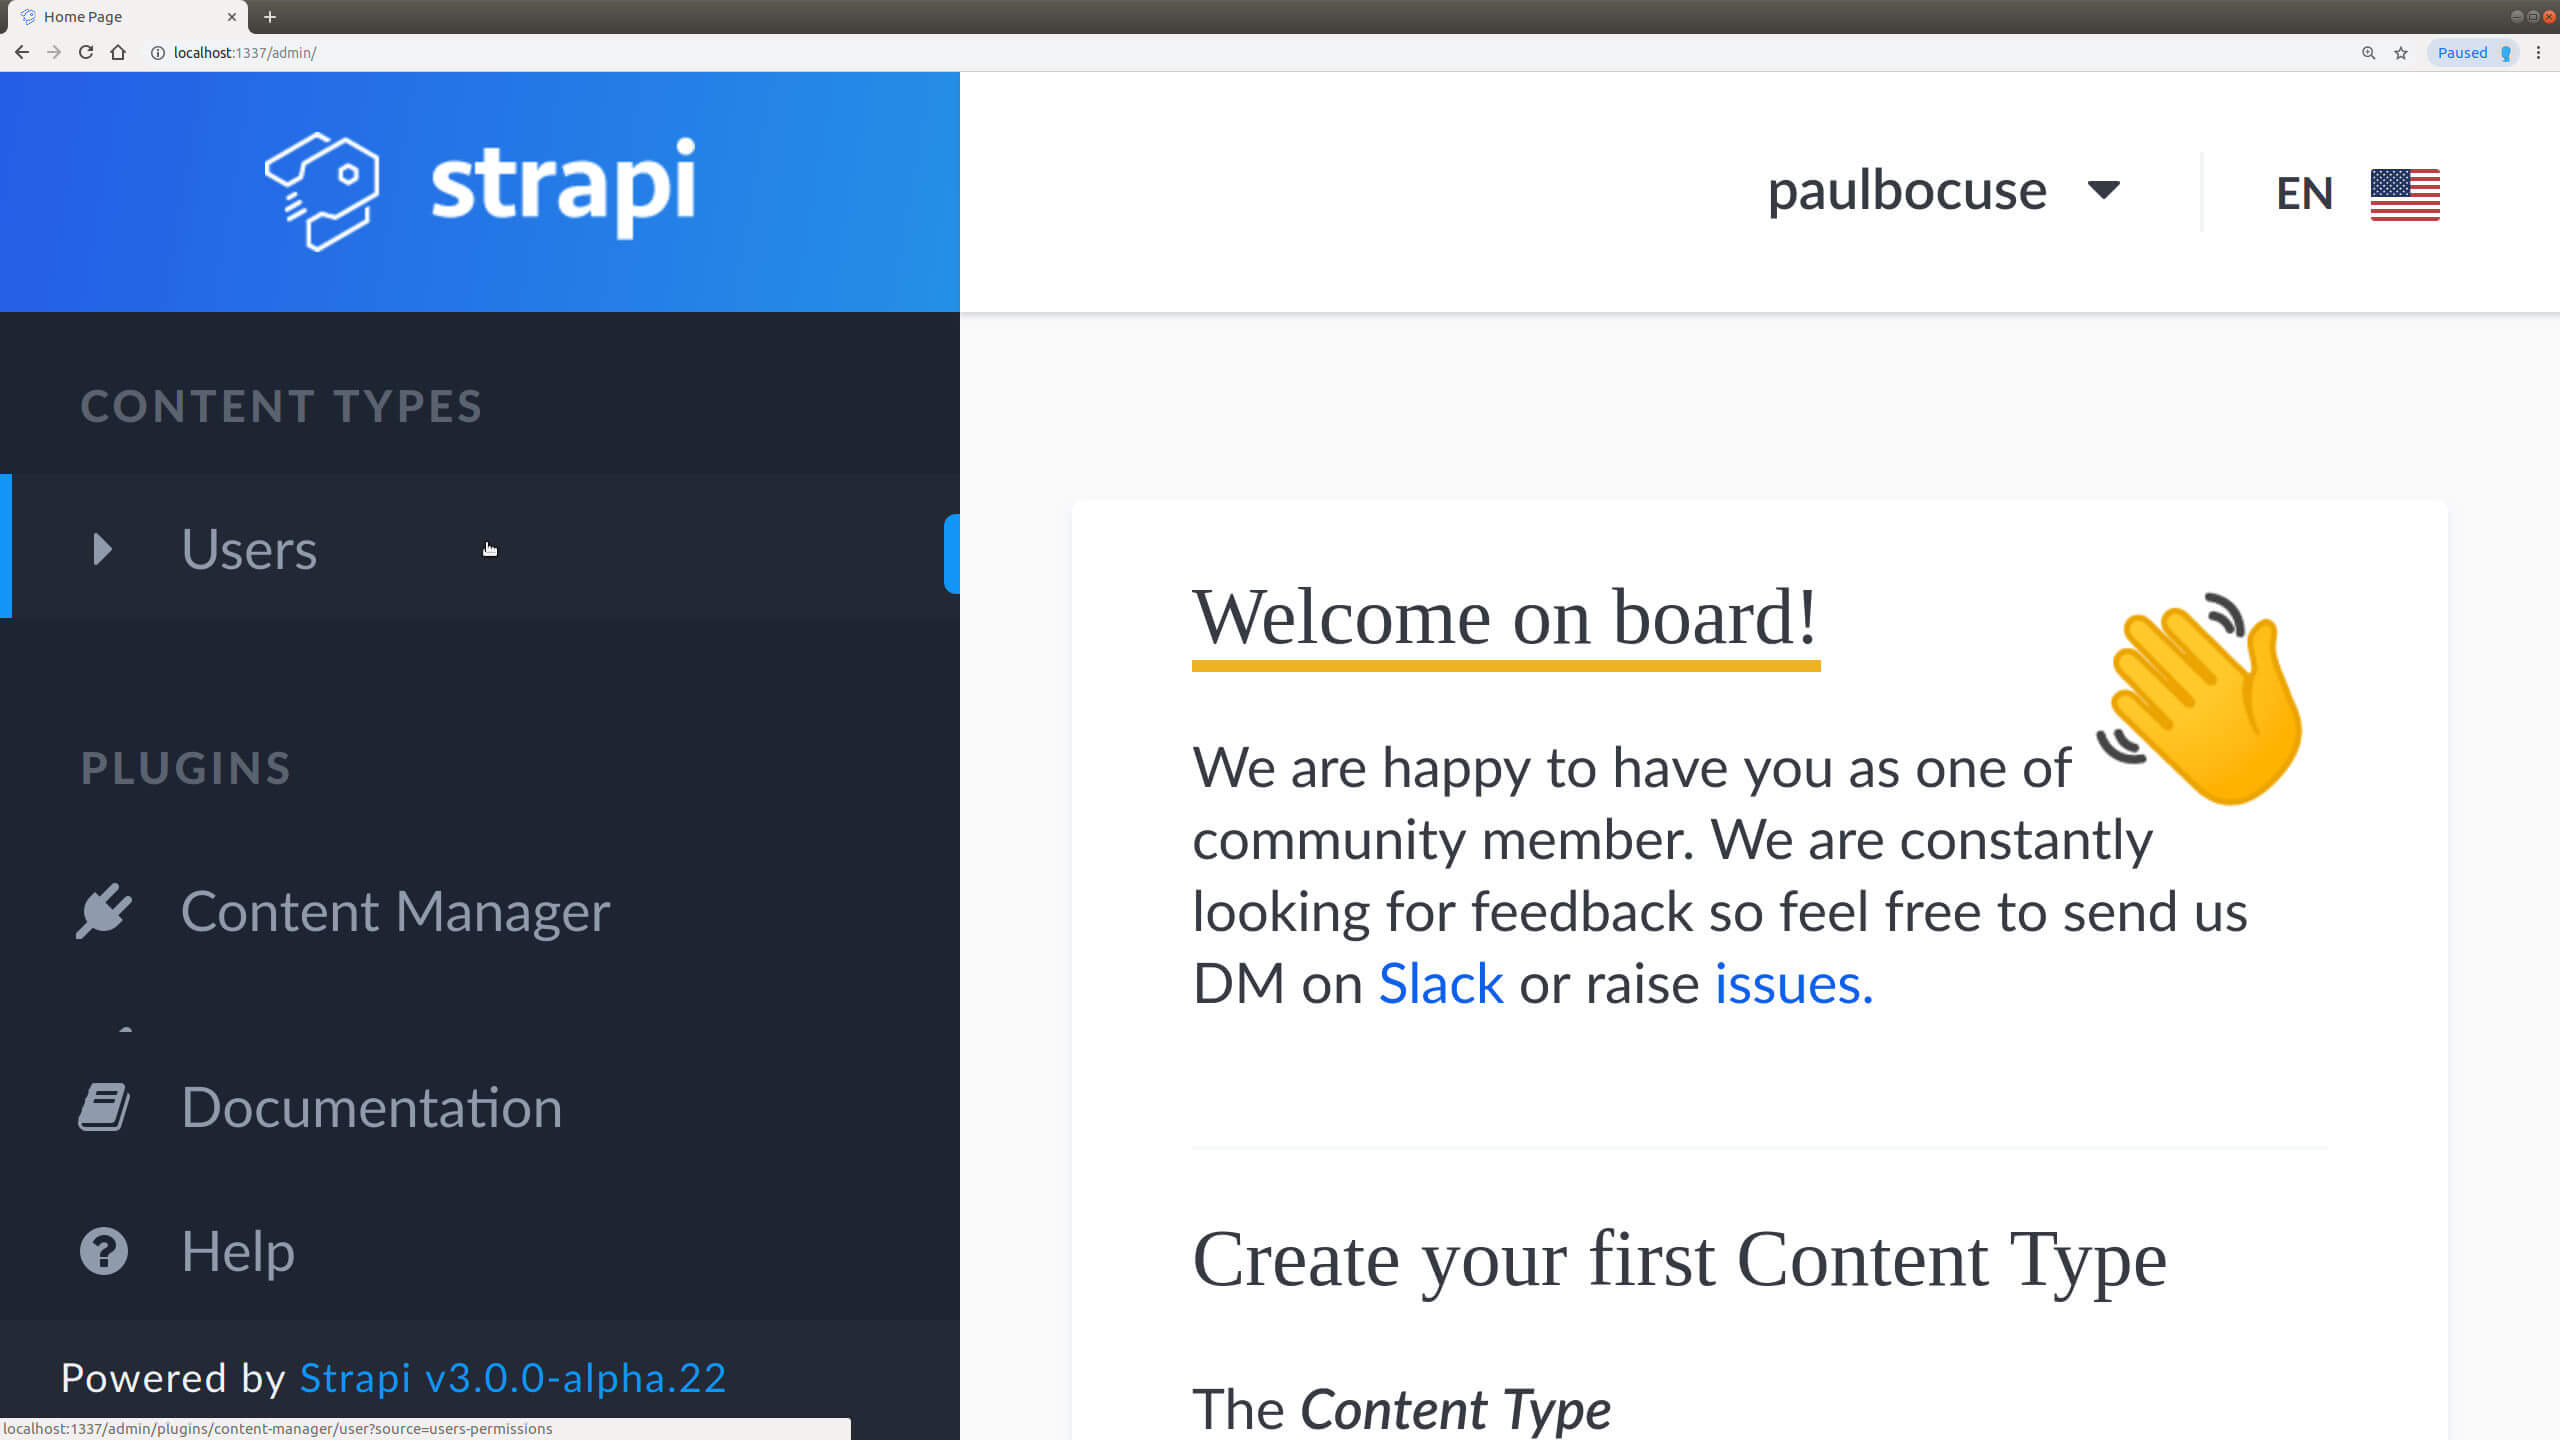 Home Page
localhost:1337/admin/
Paused
strapi
paulbocuse
EN
CONTENT TYPES
Users
PLUGINS
Content Manager
Documentation
Help
Powered by Strapi v3.0.0-alpha.22
localhost:1337/admin/plugins/content-manager/user?source=users-permissions
Welcome on board!
We are happy to have you as one of
community member. We are constantly
looking for feedback so feel free to send us
DM on Slack or raise issues.
Create your first Content Type
The Content Type